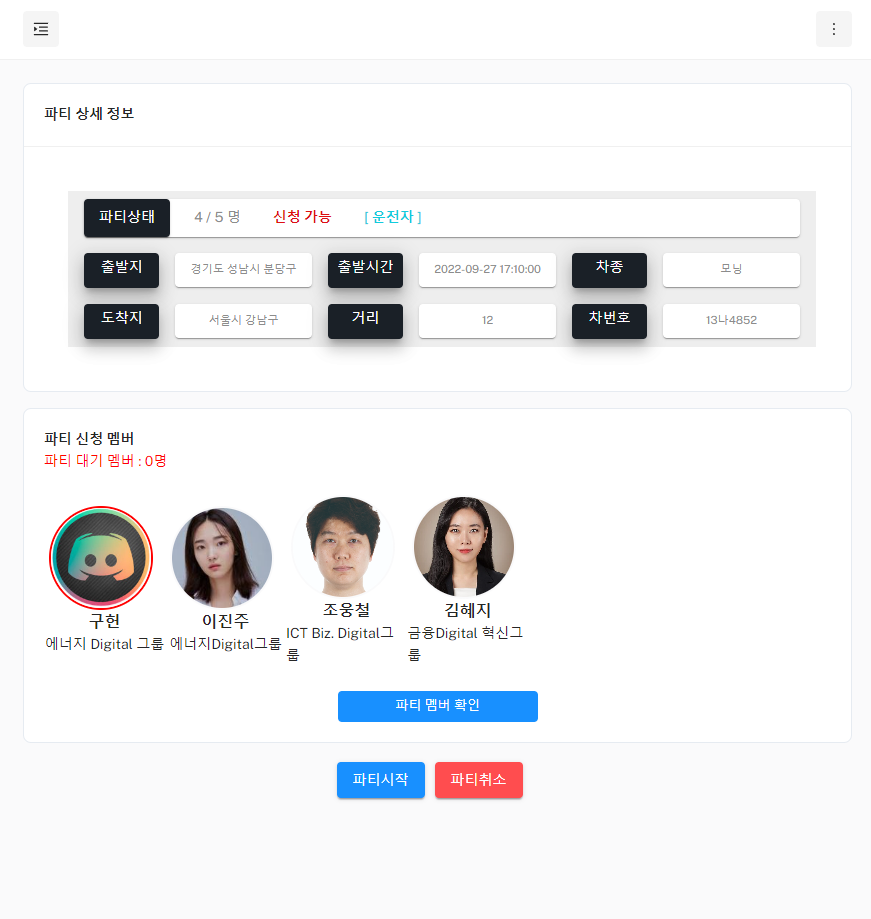 파티 상세 정보
파티상태 4 / 5 명 신청 가능 [ 운전자 ]
출발지 경기도 성남시 분당구 출발시간 2022-09-27 17:10:00 차종 모닝
도착지 서울시 강남구 거리 12 차번호 13나4852
파티 신청 멤버
파티 대기 멤버 : 0명
구헌 이진주 조웅철 김혜지
에너지 Digital 그룹 에너지Digital그룹 ICT Biz. Digital그 금융Digital 혁신그
룹 룹
파티 멤버 확인
파티시작 파티취소